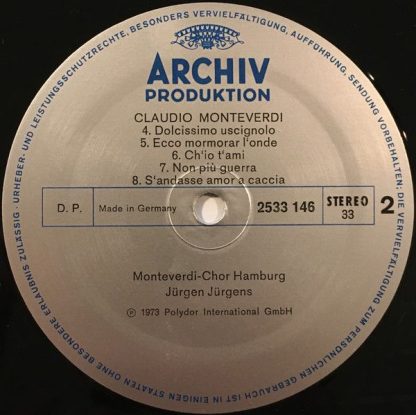 ARCHIV
PRODUKTION
CLAUDIO MONTEVERDI
4. Dolcissimo uscignolo
5. Ecco mormorar l'onde
6. Ch'io t'ami
7. Non più guerra
8. S'andasse amor a caccia
D. P. Made in Germany 2533 146 STEREO 33 2
Monteverdi-Chor Hamburg
Jürgen Jürgens
Ⓟ 1973 Polydor International GmbH
URHEBER- UND LEISTUNGSSCHUTZRECHTE, BESONDERS VERVIELFÄLTIGUNG, AUFFÜHRUNG, SENDUNG VORBEHALTEN; DIE VERVIELFÄLTIGUNG ZUM PERSÖNLICHEN GEBRAUCH IST IN EINIGEN STAATEN OHNE BESONDERE ERLAUBNIS ZULÄSSIG ·